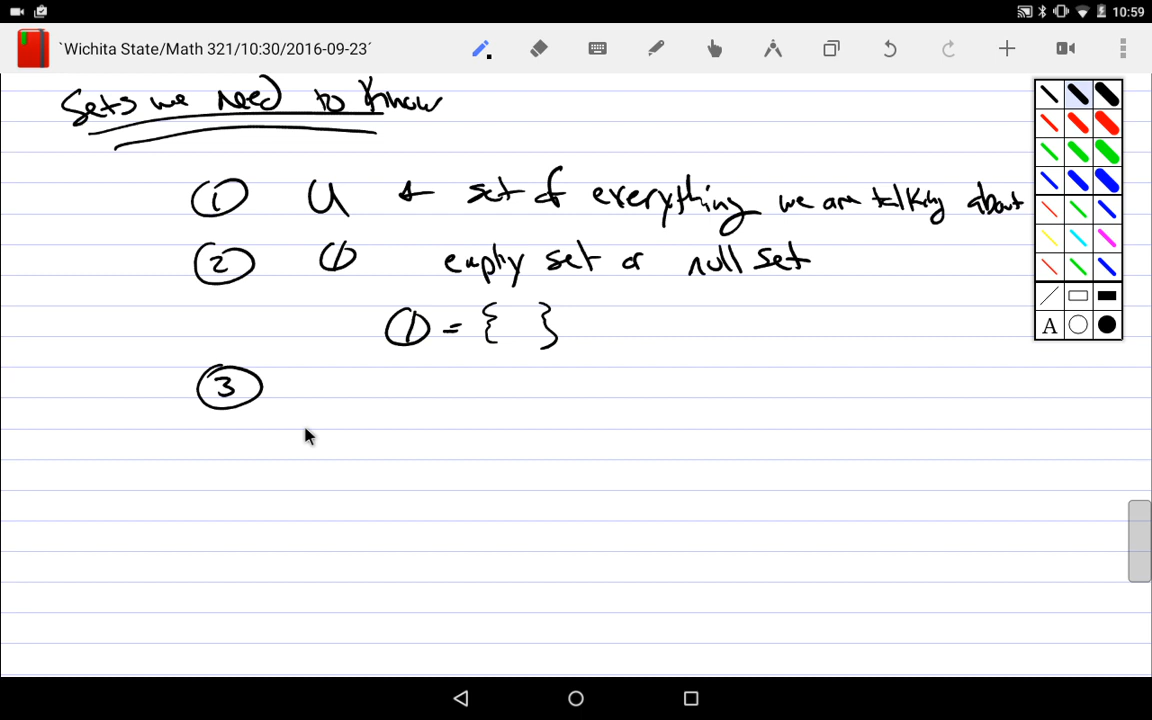 10:59
`Wichita State/Math 321/10:30/2016-09-23´
Sets we need to know
① U ← set of everything we are talking about
② ∅ empty set or null set
∅ = { }
③
A